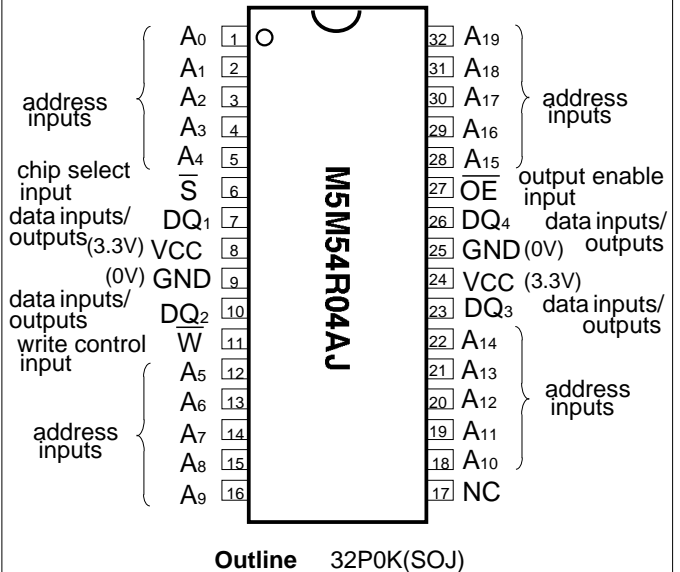 A0 1 32 A19
A1 2 31 A18
address inputs A2 3 30 A17 address inputs
A3 4 29 A16
A4 5 28 A15
chip select input S̅ 6 27 O̅E̅ output enable input
data inputs/ outputs DQ1 7 26 DQ4 data inputs/ outputs
(3.3V) VCC 8 25 GND (0V)
(0V) GND 9 24 VCC (3.3V)
data inputs/ outputs DQ2 10 23 DQ3 data inputs/ outputs
write control input W̅ 11 22 A14
A5 12 21 A13
A6 13 20 A12 address inputs
address inputs A7 14 19 A11
A8 15 18 A10
A9 16 17 NC
M5M54R04AJ
Outline 32P0K(SOJ)